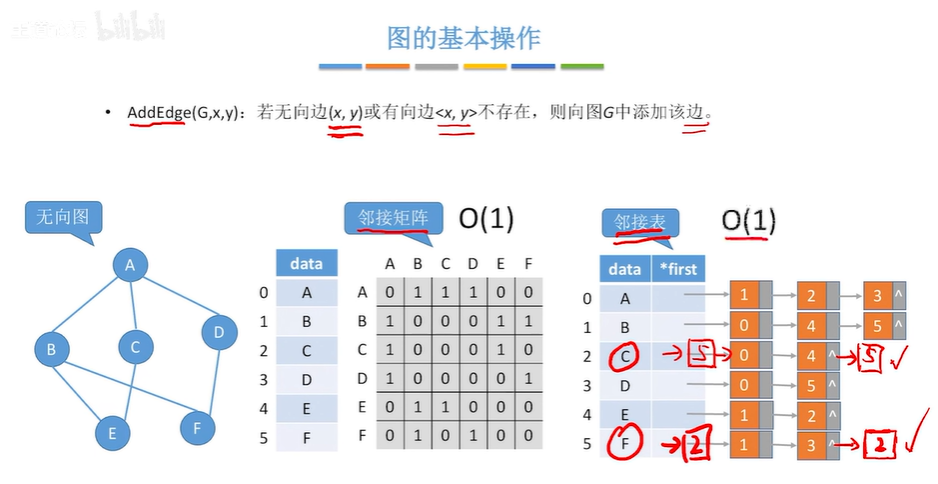 bilibili
图的基本操作
• AddEdge(G,x,y)：若无向边(x, y)或有向边<x, y>不存在，则向图G中添加该边。
无向图
A
B
C
D
E
F
邻接矩阵 O(1)
data
0 A
1 B
2 C
3 D
4 E
5 F
A B C D E F
A 0 1 1 1 0 0
B 1 0 0 0 1 1
C 1 0 0 0 1 0
D 1 0 0 0 0 1
E 0 1 1 0 0 0
F 0 1 0 1 0 0
邻接表 O(1)
data *first
0 A 1 2 3 ^
1 B 0 4 5 ^
2 C 5 0 4 ^ 5
3 D 0 5 ^
4 E 1 2 ^
5 F 2 1 3 ^ 2